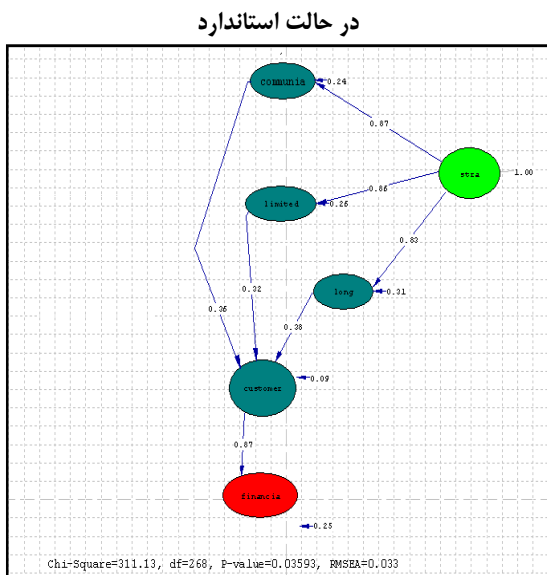 در حالت استاندارد
communia
0.24
0.87
stra
1.00
0.86
limited
0.26
0.83
long
0.31
0.32
0.38
0.35
0.09
customer
0.87
financia
0.25
Chi-Square=311.13, df=268, P-value=0.03593, RMSEA=0.033